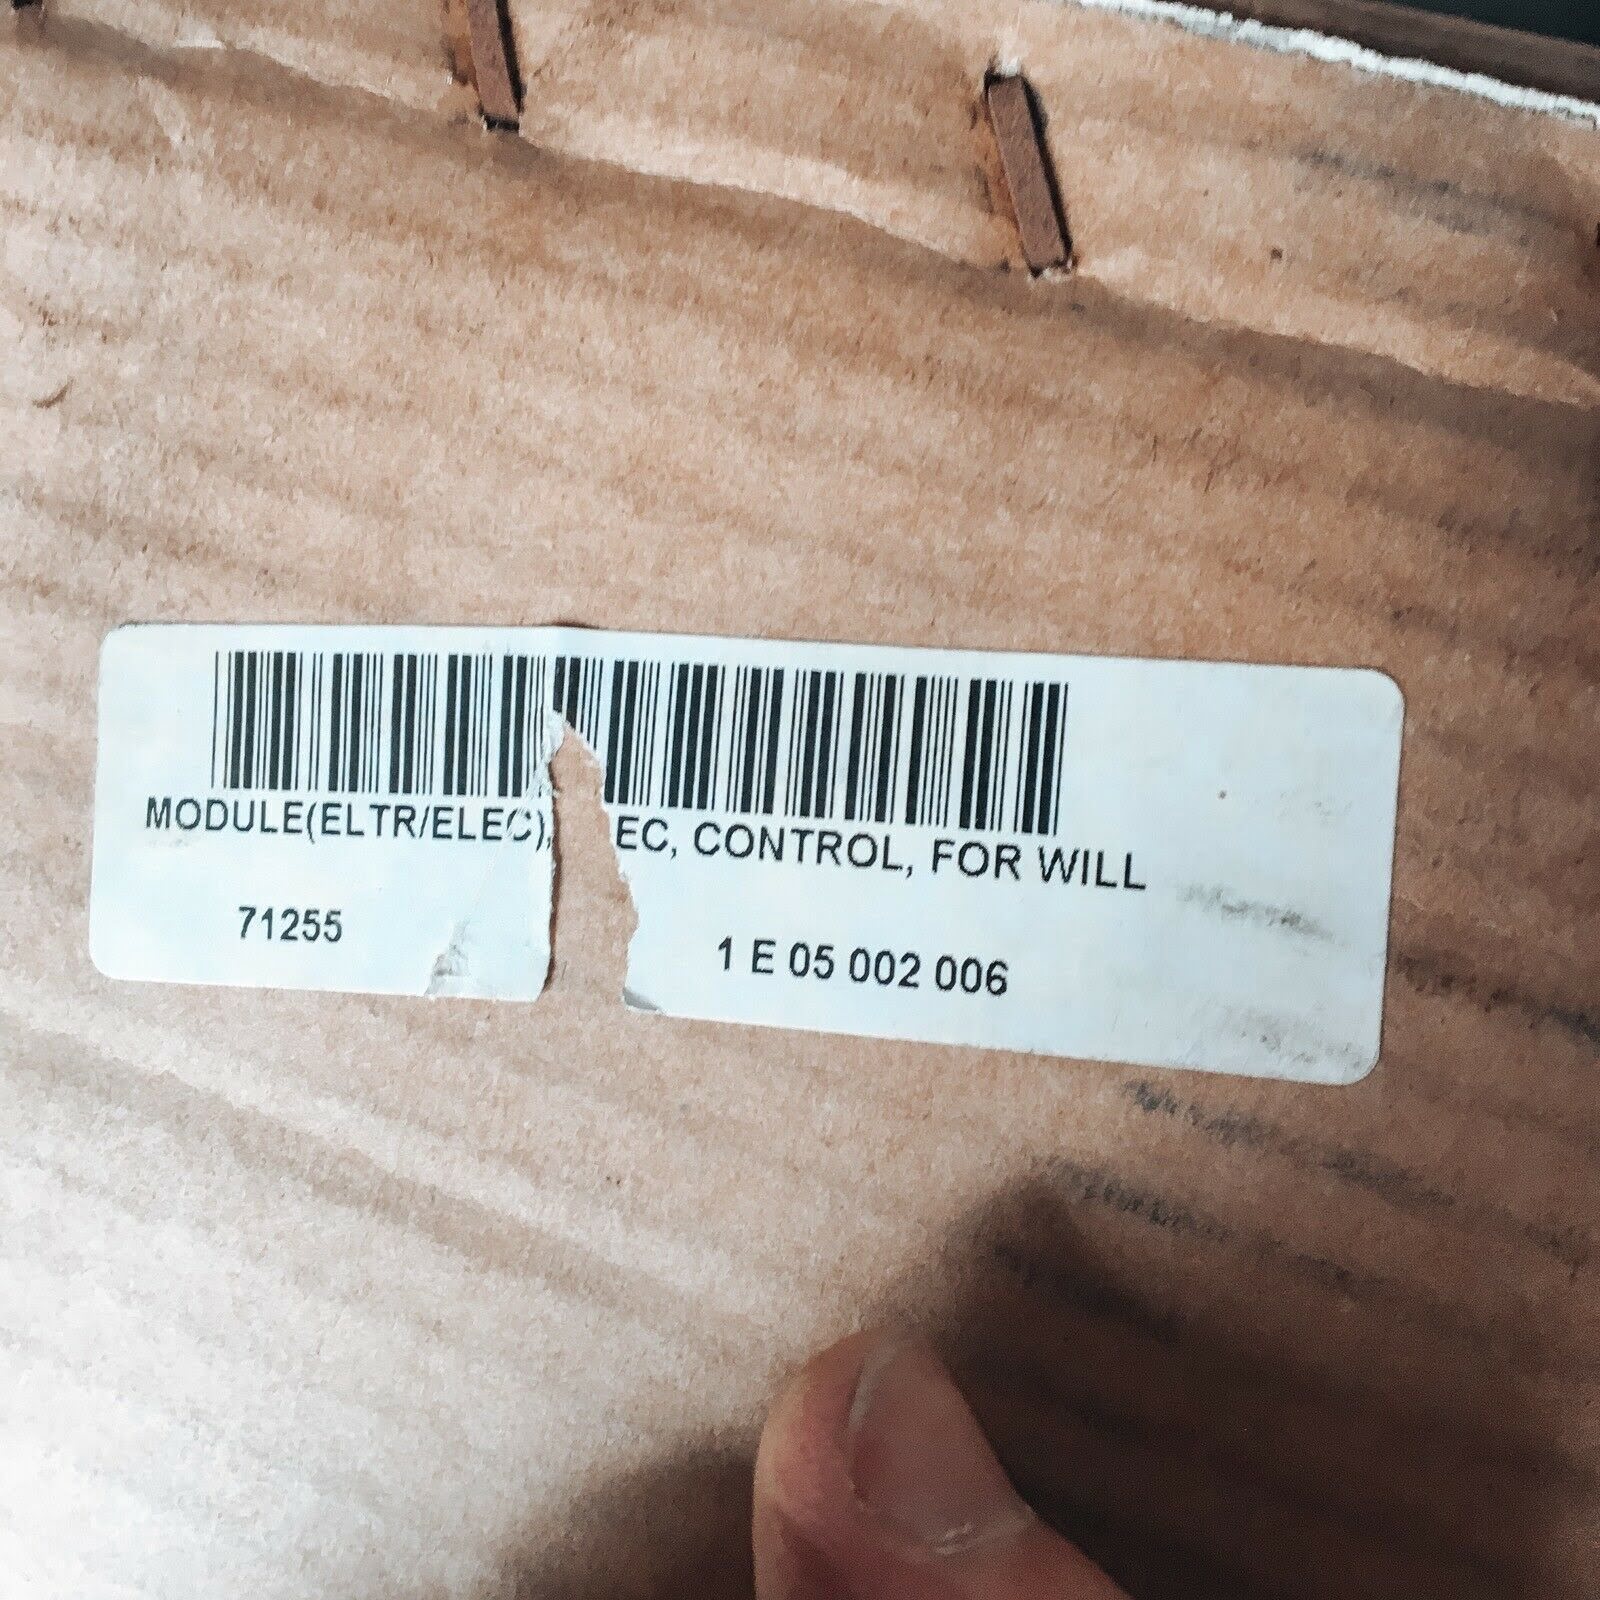 MODULE(ELTR/ELEC), EC, CONTROL, FOR WILL
71255 1 E 05 002 006